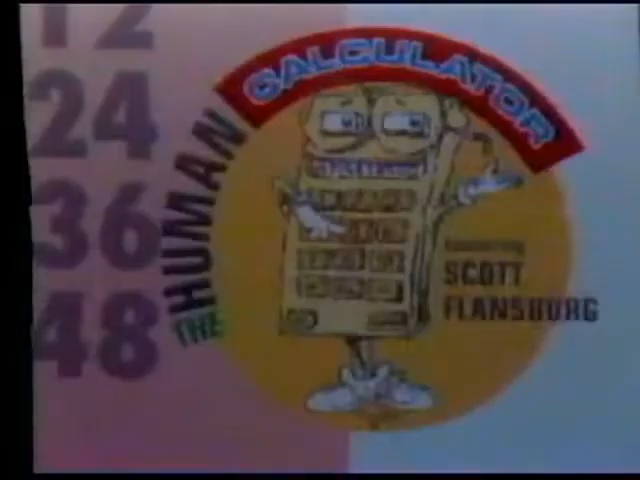 12
24
36
48
THE HUMAN
CALCULATOR
featuring
SCOTT
FLANSBURG